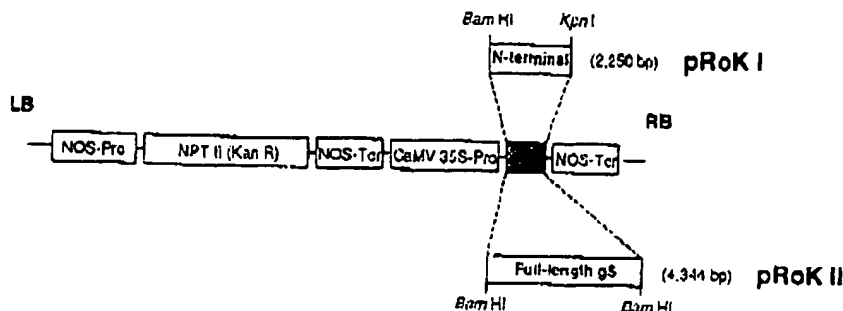 Bam HI KpnI
N-terminal (2,250 bp) pRoK I
LB RB
NOS-Pro NPT II (Kan R) NOS-Ter CaMV 35S-Pro NOS-Ter
Full-length gS (4,344 bp) pRoK II
Bam HI Bam HI